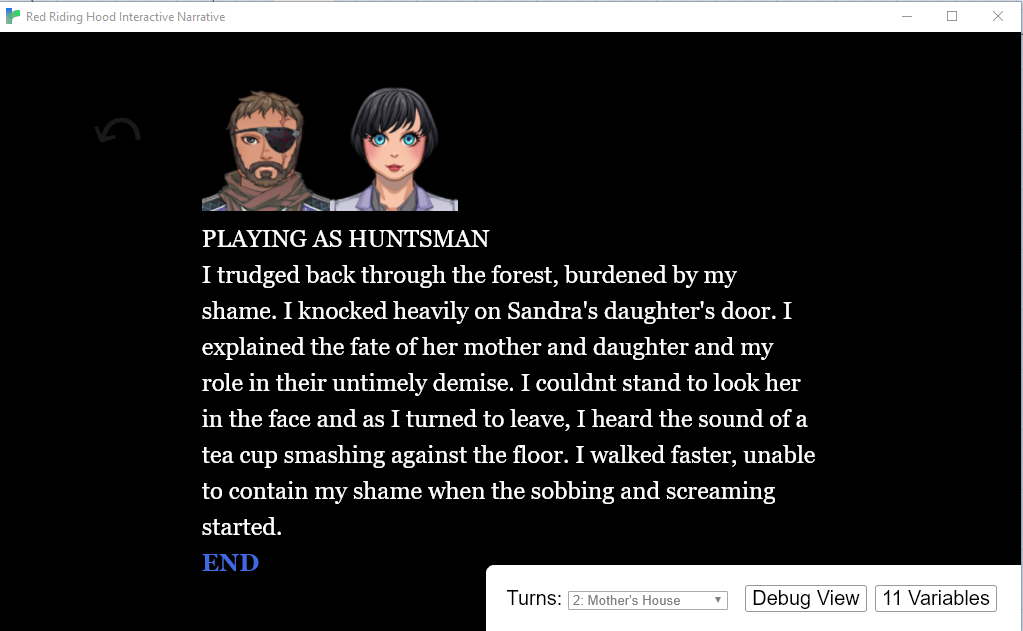 Red Riding Hood Interactive Narrative
PLAYING AS HUNTSMAN
I trudged back through the forest, burdened by my
shame. I knocked heavily on Sandra's daughter's door. I
explained the fate of her mother and daughter and my
role in their untimely demise. I couldnt stand to look her
in the face and as I turned to leave, I heard the sound of a
tea cup smashing against the floor. I walked faster, unable
to contain my shame when the sobbing and screaming
started.
END
Turns: 2: Mother's House Debug View 11 Variables